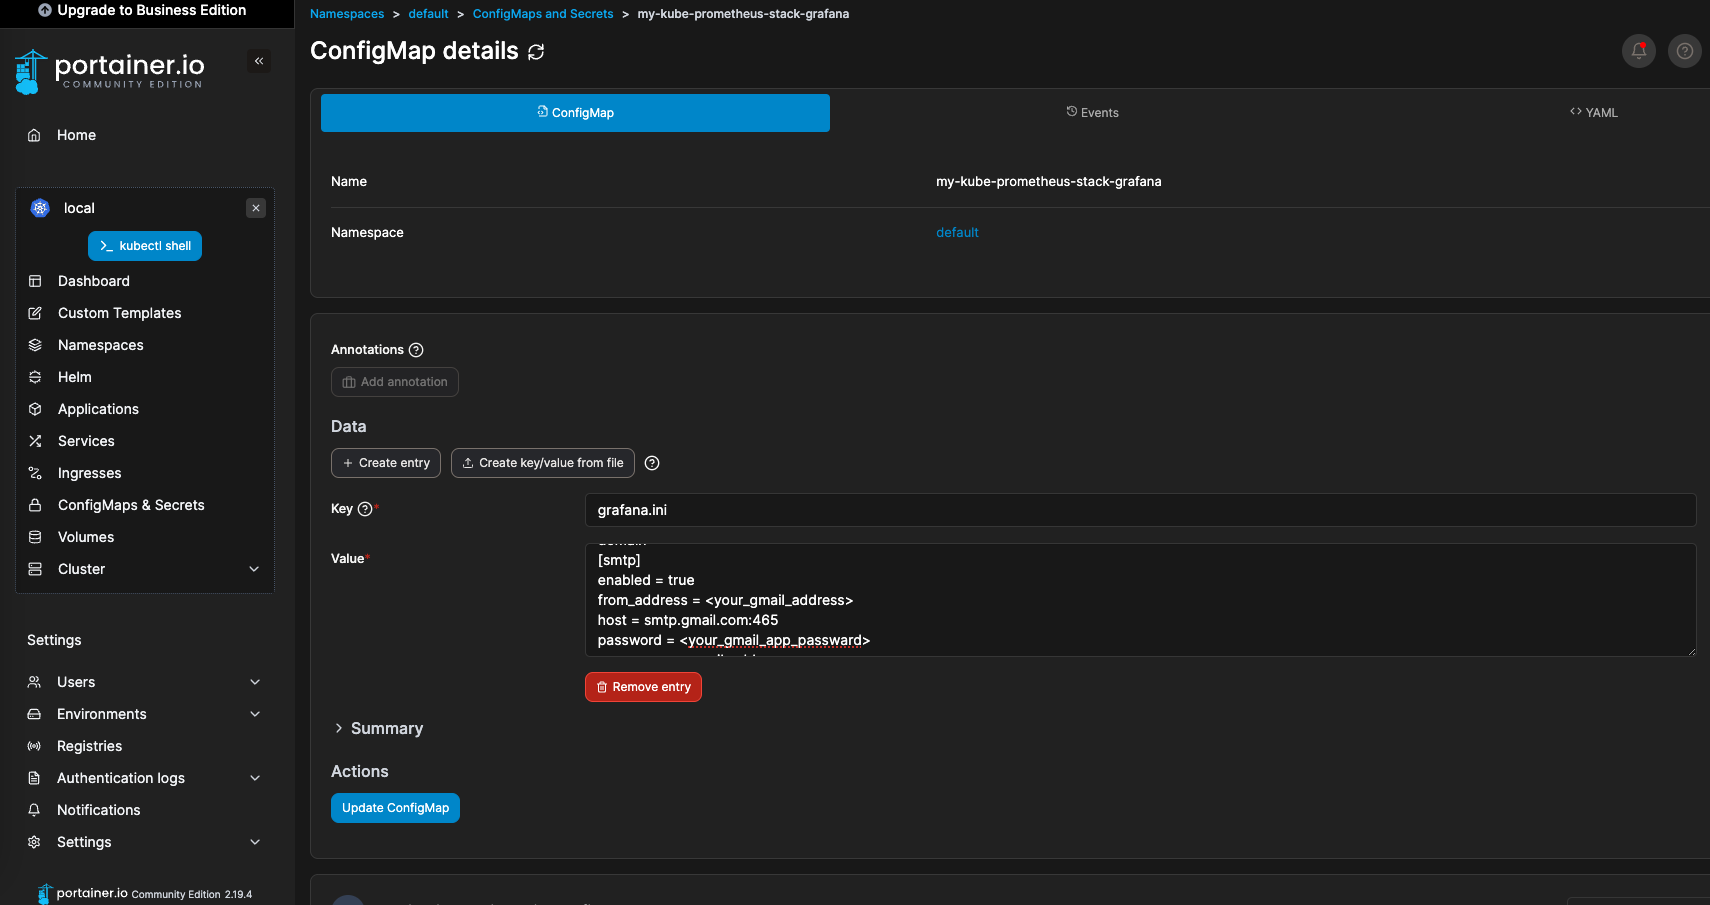 Upgrade to Business Edition
Namespaces > default > ConfigMaps and Secrets > my-kube-prometheus-stack-grafana
portainer.io
COMMUNITY EDITION
ConfigMap details
Home
local
kubectl shell
Dashboard
Custom Templates
Namespaces
Helm
Applications
Services
Ingresses
ConfigMaps & Secrets
Volumes
Cluster
Settings
Users
Environments
Registries
Authentication logs
Notifications
Settings
portainer.io Community Edition 2.19.4
ConfigMap
Events
YAML
Name
my-kube-prometheus-stack-grafana
Namespace
default
Annotations
Add annotation
Data
Create entry
Create key/value from file
Key *
grafana.ini
Value*
[smtp]
enabled = true
from_address = <your_gmail_address>
host = smtp.gmail.com:465
password = <your_gmail_app_passward>
Remove entry
Summary
Actions
Update ConfigMap